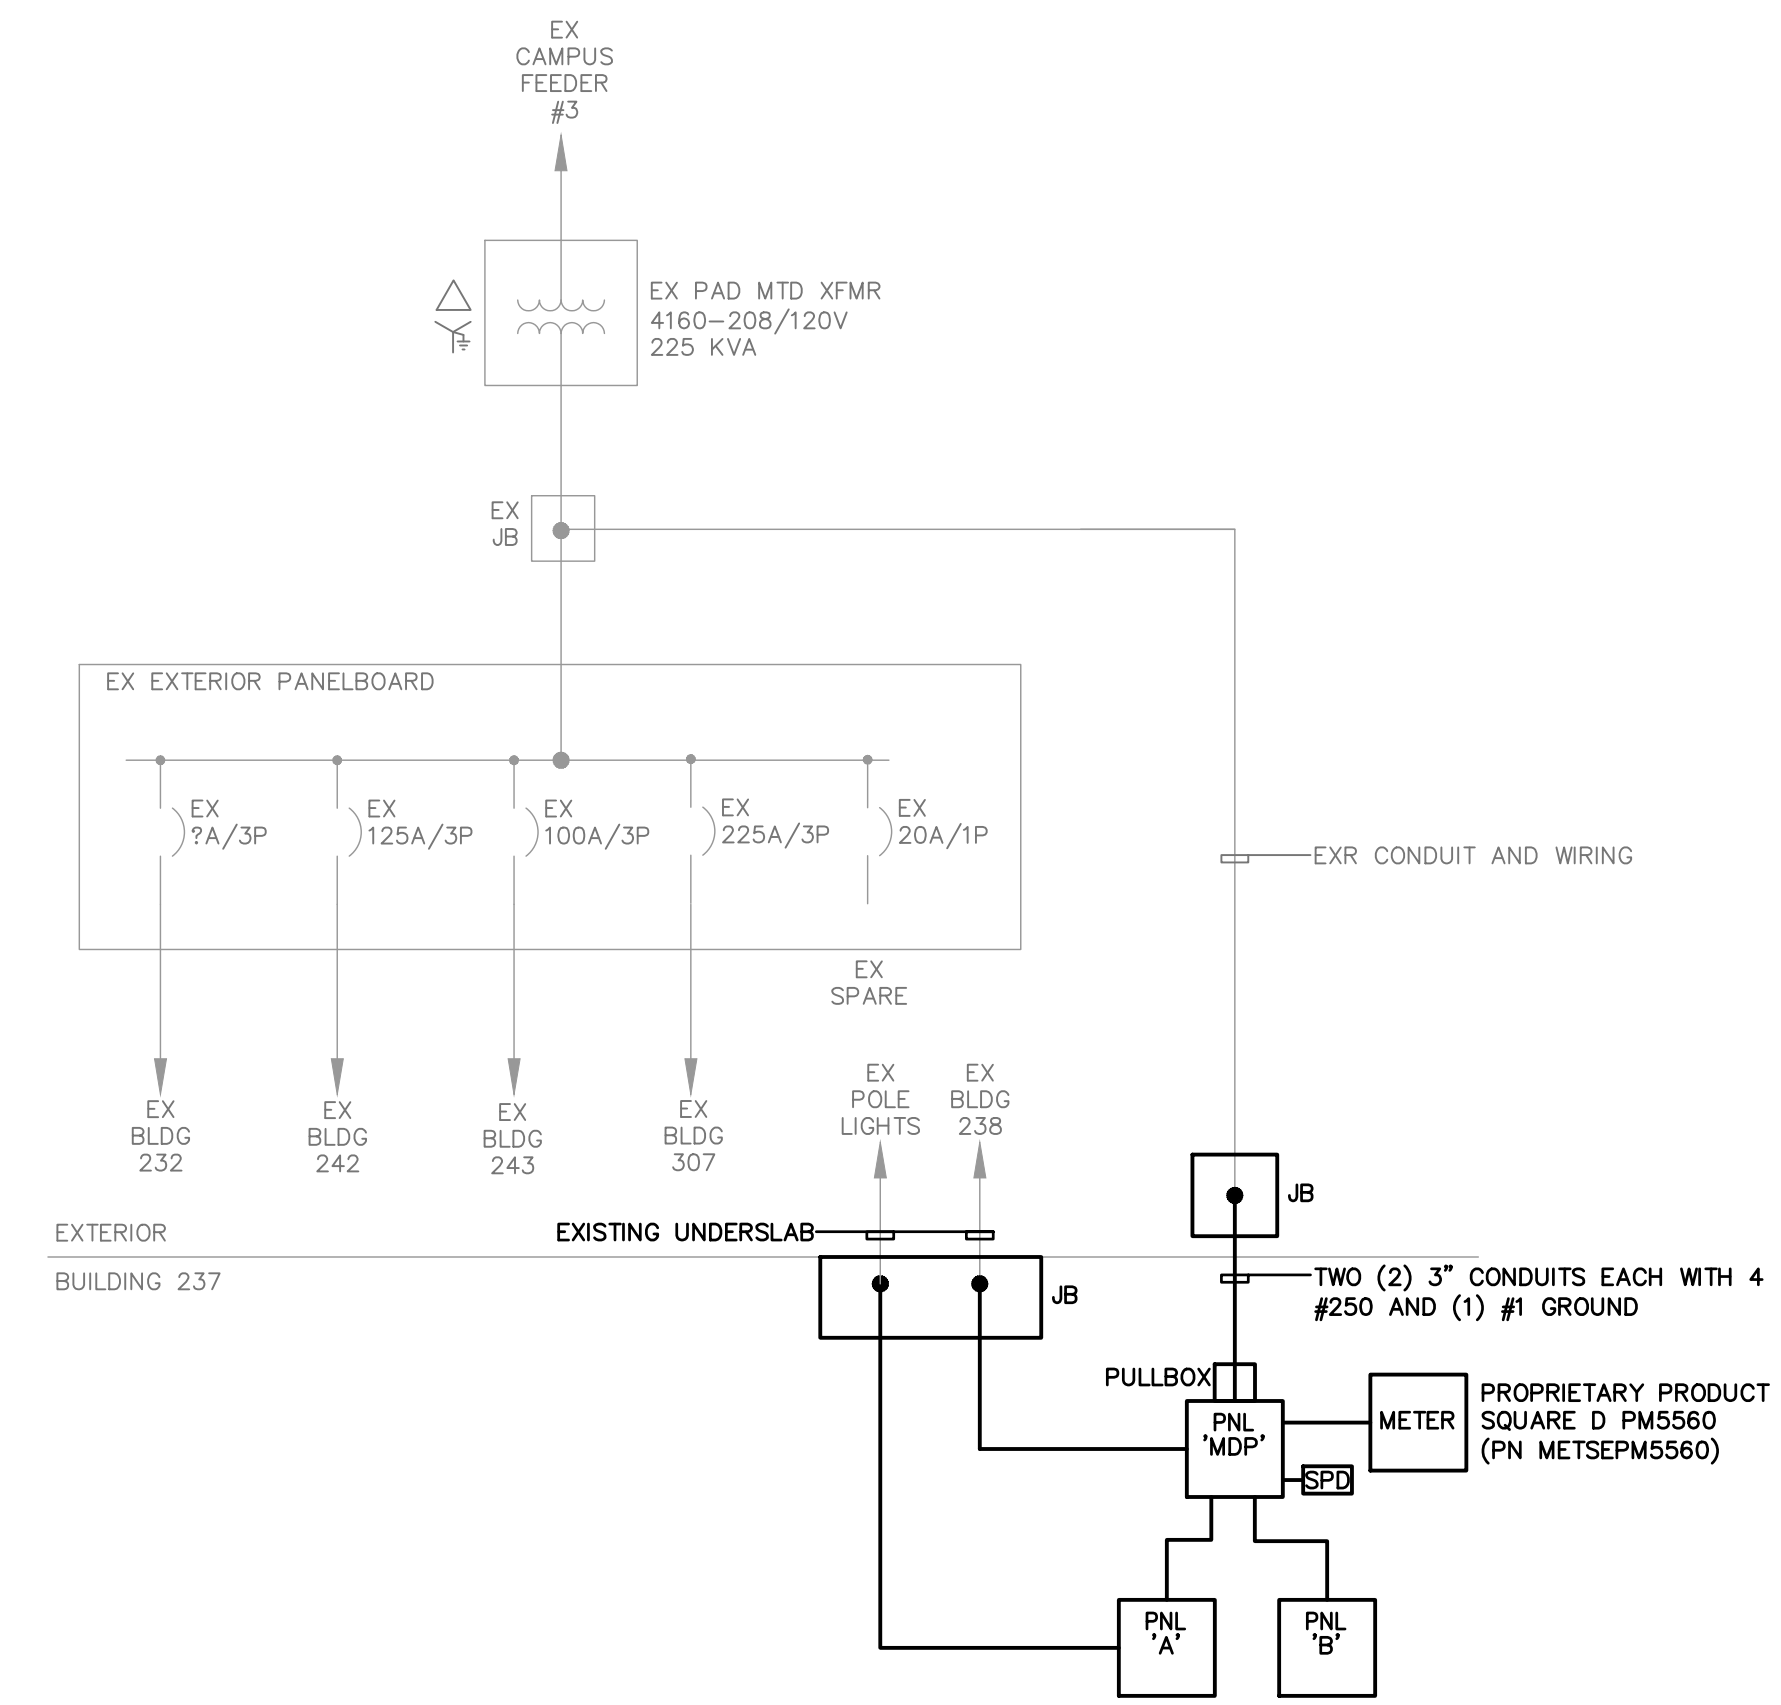 EX
CAMPUS
FEEDER
#3
EX PAD MTD XFMR
4160-208/120V
225 KVA
EX
JB
EX EXTERIOR PANELBOARD
EX
?A/3P
EX
125A/3P
EX
100A/3P
EX
225A/3P
EX
20A/1P
EXR CONDUIT AND WIRING
EX
SPARE
EX
BLDG
232
EX
BLDG
242
EX
BLDG
243
EX
BLDG
307
EX
POLE
LIGHTS
EX
BLDG
238
JB
EXTERIOR
EXISTING UNDERSLAB
BUILDING 237
JB
TWO (2) 3" CONDUITS EACH WITH 4
#250 AND (1) #1 GROUND
PULLBOX
PNL
'MDP'
METER
PROPRIETARY PRODUCT
SQUARE D PM5560
(PN METSEPM5560)
SPD
PNL
'A'
PNL
'B'